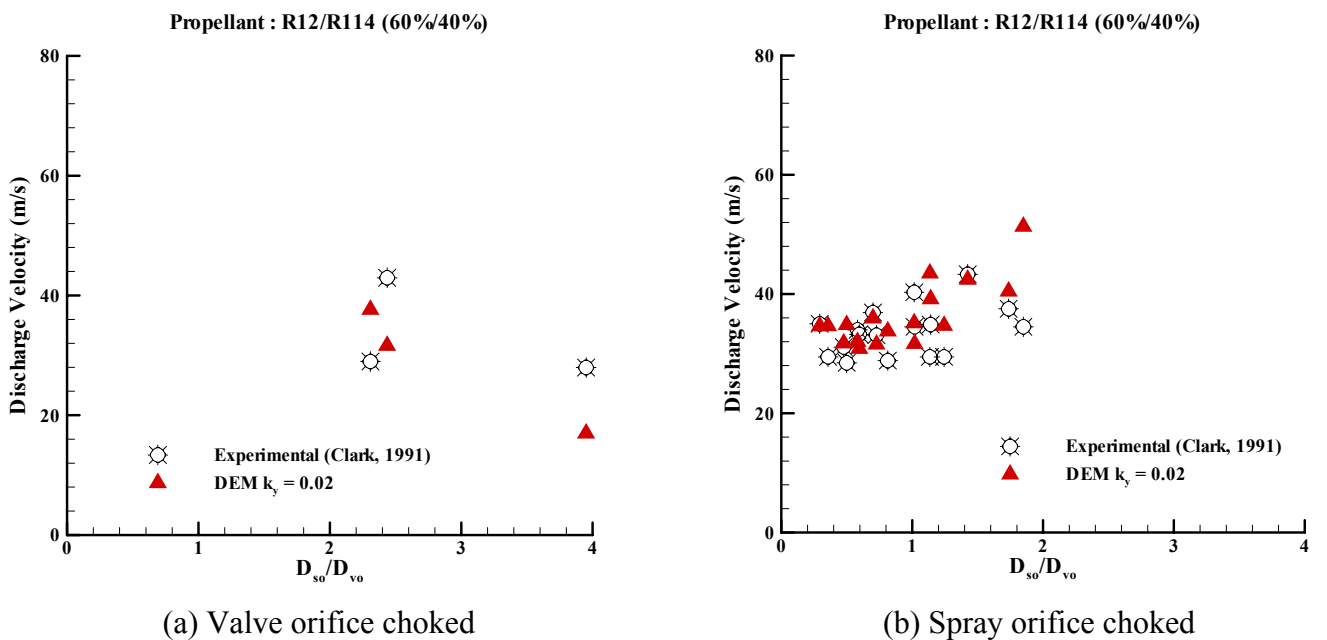 Propellant : R12/R114 (60%/40%)
80
60
40
20
0
Discharge Velocity (m/s)
Experimental (Clark, 1991)
DEM k_y = 0.02
0 1 2 3 4
D_so/D_vo
(a) Valve orifice choked
Propellant : R12/R114 (60%/40%)
80
60
40
20
0
Discharge Velocity (m/s)
Experimental (Clark, 1991)
DEM k_y = 0.02
0 1 2 3 4
D_so/D_vo
(b) Spray orifice choked